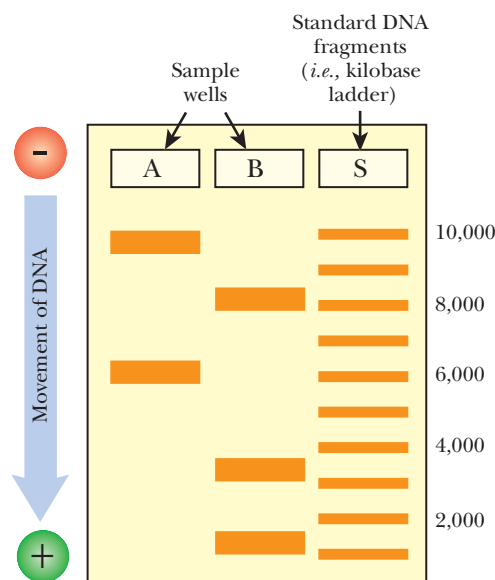 Standard DNA
fragments
(i.e., kilobase
ladder)
Sample
wells
-
A
B
S
Movement of DNA
10,000
8,000
6,000
4,000
2,000
+